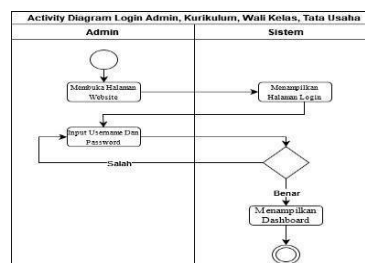 Activity Diagram Login Admin, Kurikulum, Wali Kelas, Tata Usaha
Admin
Sistem
Membuka Halaman
Website
Menampilkan
Halaman Login
Input Username Dan
Password
Salah
Benar
Menampilkan
Dashboard